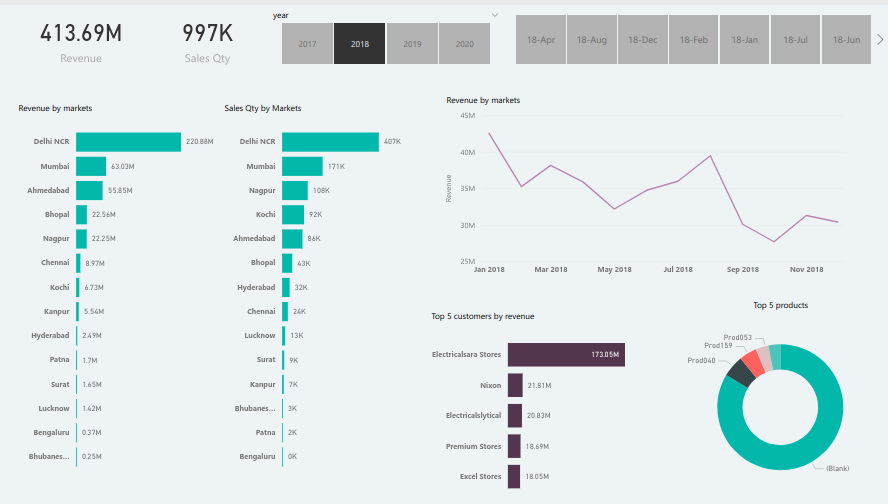 413.69M
Revenue
997K
Sales Qty
year
2017 2018 2019 2020
18-Apr 18-Aug 18-Dec 18-Feb 18-Jan 18-Jul 18-Jun
Revenue by markets
Delhi NCR 220.88M
Mumbai 63.03M
Ahmedabad 55.85M
Bhopal 22.56M
Nagpur 22.25M
Chennai 8.97M
Kochi 6.73M
Kanpur 5.54M
Hyderabad 2.49M
Patna 1.7M
Surat 1.65M
Lucknow 1.42M
Bengaluru 0.37M
Bhubanes... 0.25M
Sales Qty by Markets
Delhi NCR 407K
Mumbai 171K
Nagpur 108K
Kochi 92K
Ahmedabad 86K
Bhopal 43K
Hyderabad 32K
Chennai 24K
Lucknow 13K
Surat 9K
Kanpur 7K
Bhubanes... 3K
Patna 2K
Bengaluru 0K
Revenue by markets
Revenue
45M
40M
35M
30M
25M
Jan 2018 Mar 2018 May 2018 Jul 2018 Sep 2018 Nov 2018
Top 5 customers by revenue
Electricalsara Stores 173.05M
Nixon 21.81M
Electricalslytical 20.83M
Premium Stores 18.69M
Excel Stores 18.05M
Top 5 products
Prod053
Prod159
Prod040
(Blank)